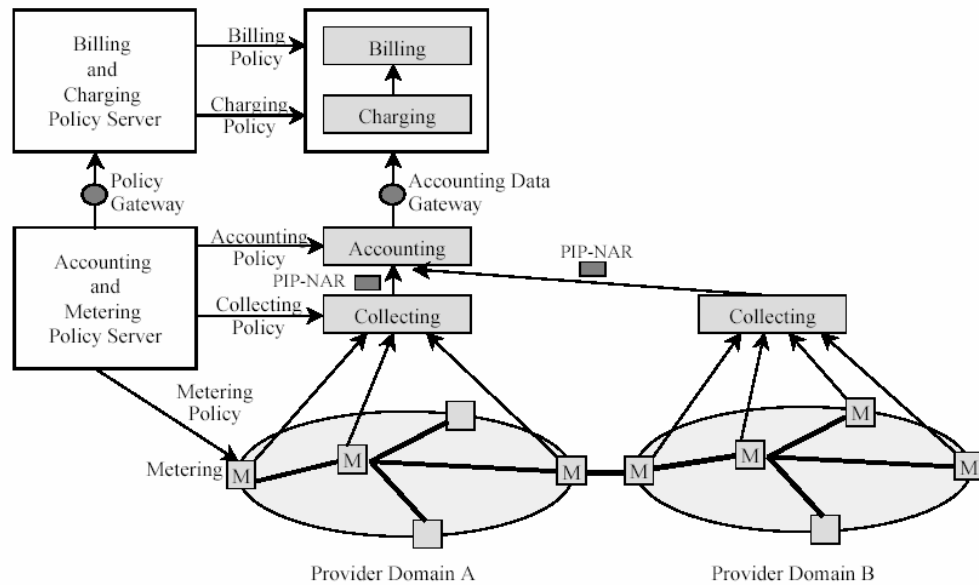 Billing
and
Charging
Policy Server
Billing
Policy
Charging
Policy
Billing
Charging
Policy
Gateway
Accounting Data
Gateway
Accounting
and
Metering
Policy Server
Accounting
Policy
Accounting
PIP-NAR
PIP-NAR
Collecting
Policy
Collecting
Collecting
Metering
Policy
Metering
M
M
M
M
M
M
M
Provider Domain A
Provider Domain B